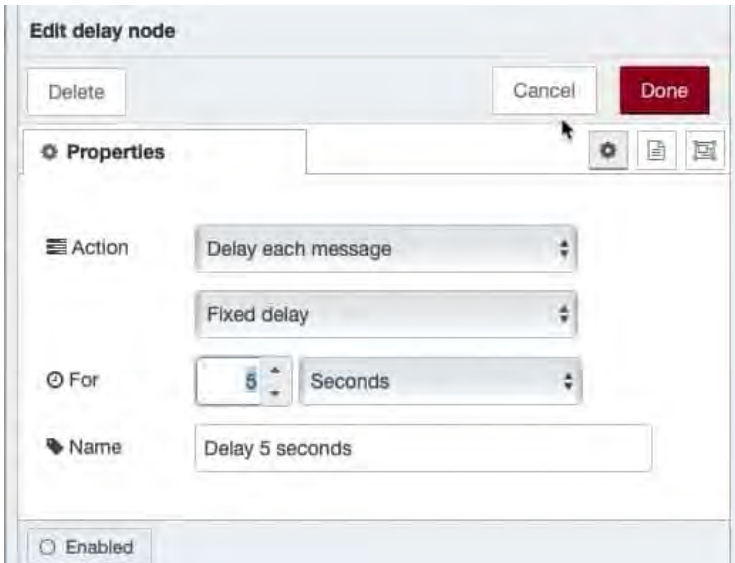 Edit delay node
Delete Cancel Done
Properties
Action Delay each message
Fixed delay
For 5 Seconds
Name Delay 5 seconds
Enabled